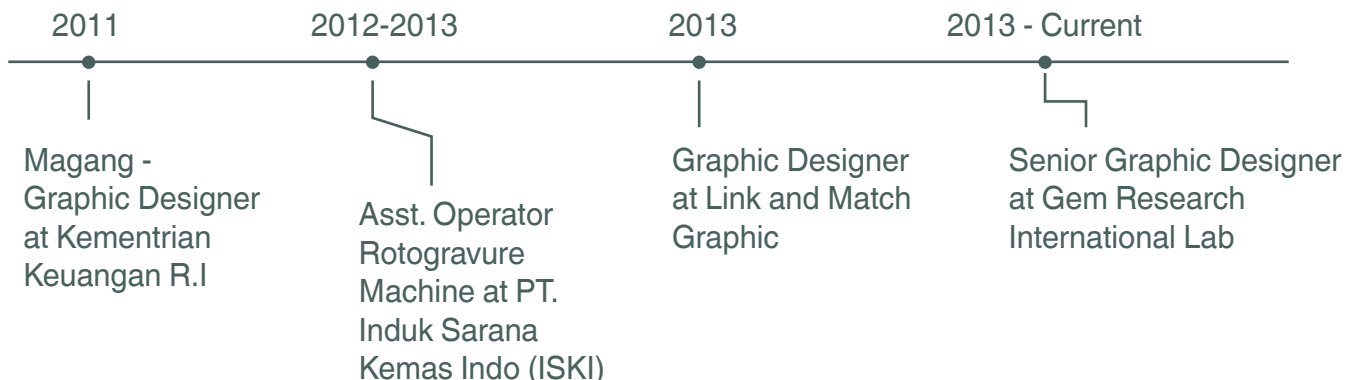 2011
2012-2013
2013
2013 - Current
Magang -
Graphic Designer
at Kementrian
Keuangan R.I
Asst. Operator
Rotogravure
Machine at PT.
Induk Sarana
Kemas Indo (ISKI)
Graphic Designer
at Link and Match
Graphic
Senior Graphic Designer
at Gem Research
International Lab